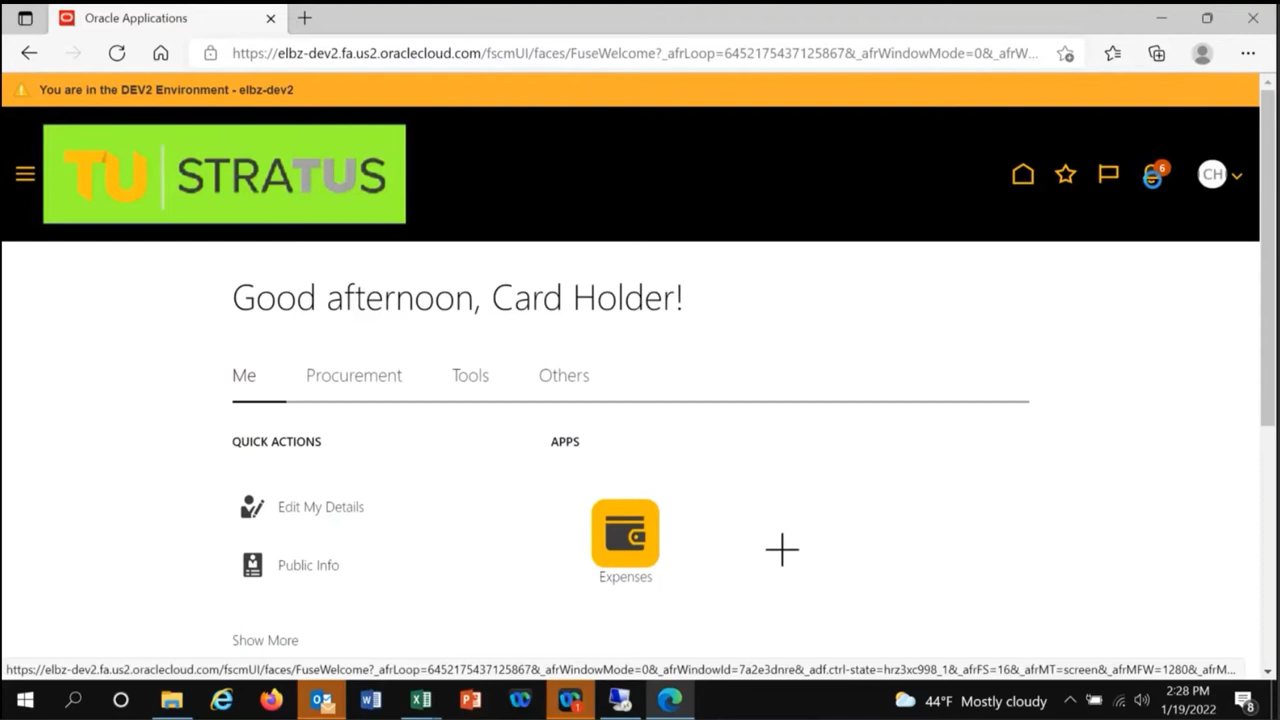 Oracle Applications
https://elbz-dev2.fa.us2.oraclecloud.com/fscmUI/faces/FuseWelcome?_afrLoop=6452175437125867&_afrWindowMode=0&_afrW...
You are in the DEV2 Environment - elbz-dev2
TU STRATUS
6
CH
Good afternoon, Card Holder!
Me Procurement Tools Others
QUICK ACTIONS APPS
Edit My Details
Public Info
Expenses
Show More
https://elbz-dev2.fa.us2.oraclecloud.com/fscmUI/faces/FuseWelcome?_afrLoop=6452175437125867&_afrWindowMode=0&_afrWindowId=7a2e3dnre&_adf.ctrl-state=hrz3xc998_1&_afrFS=16&_afrMT=screen&_afrMFW=1280&_afrM...
44°F Mostly cloudy
2:28 PM
1/19/2022
8
1